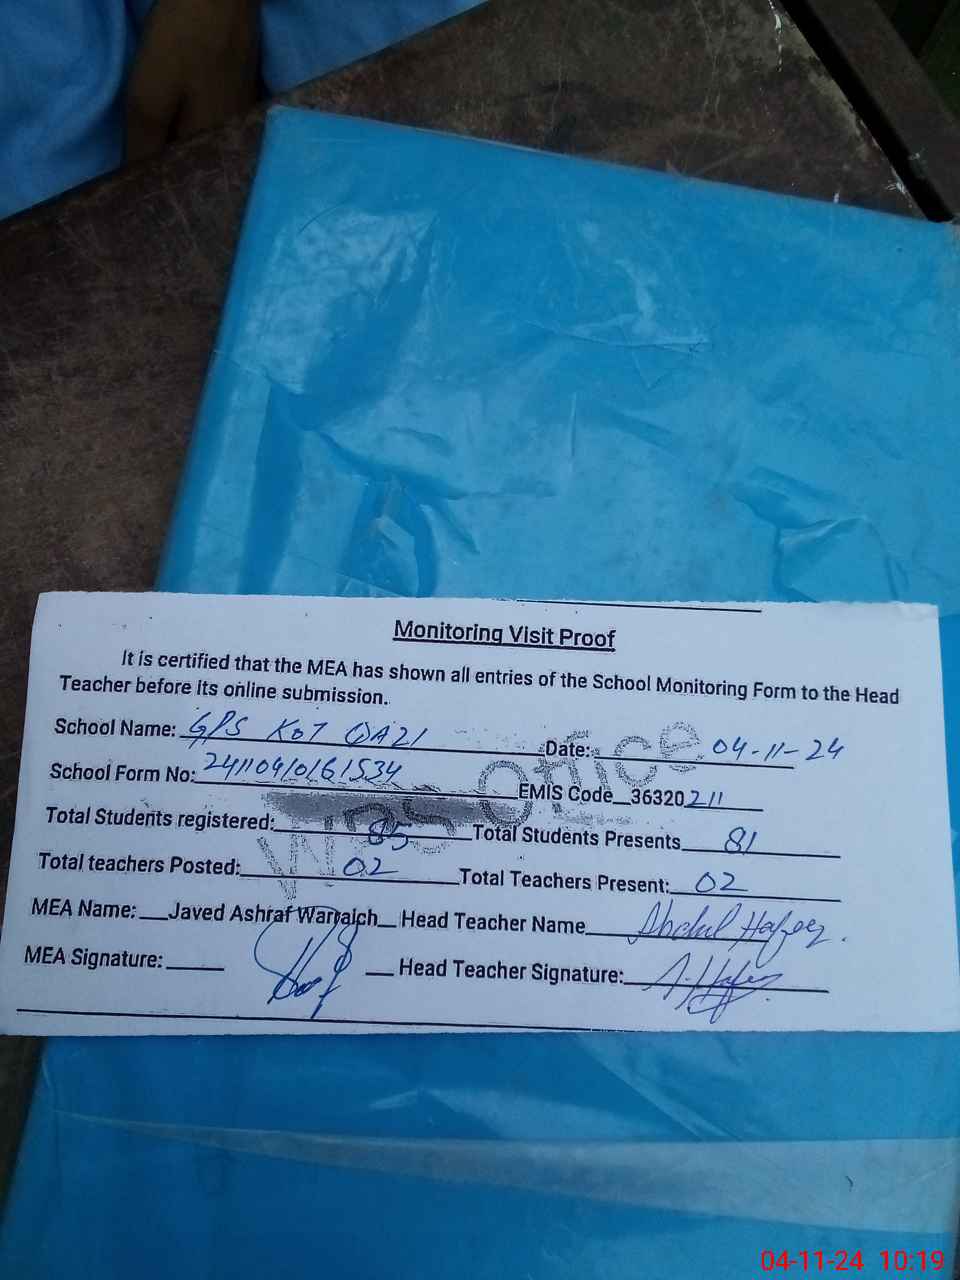 Monitoring Visit Proof
It is certified that the MEA has shown all entries of the School Monitoring Form to the Head
Teacher before its online submission.
School Name: GPS KOT QAZI Date: 04-11-24
School Form No: 241104010161534 EMIS Code 36320211
Total Students registered: 85 Total Students Presents 81
Total teachers Posted: 02 Total Teachers Present: 02
MEA Name: Javed Ashraf Warraich Head Teacher Name Abdul Hafeez.
MEA Signature: Head Teacher Signature: A. Hafeez
WPS Office
04-11-24 10:19